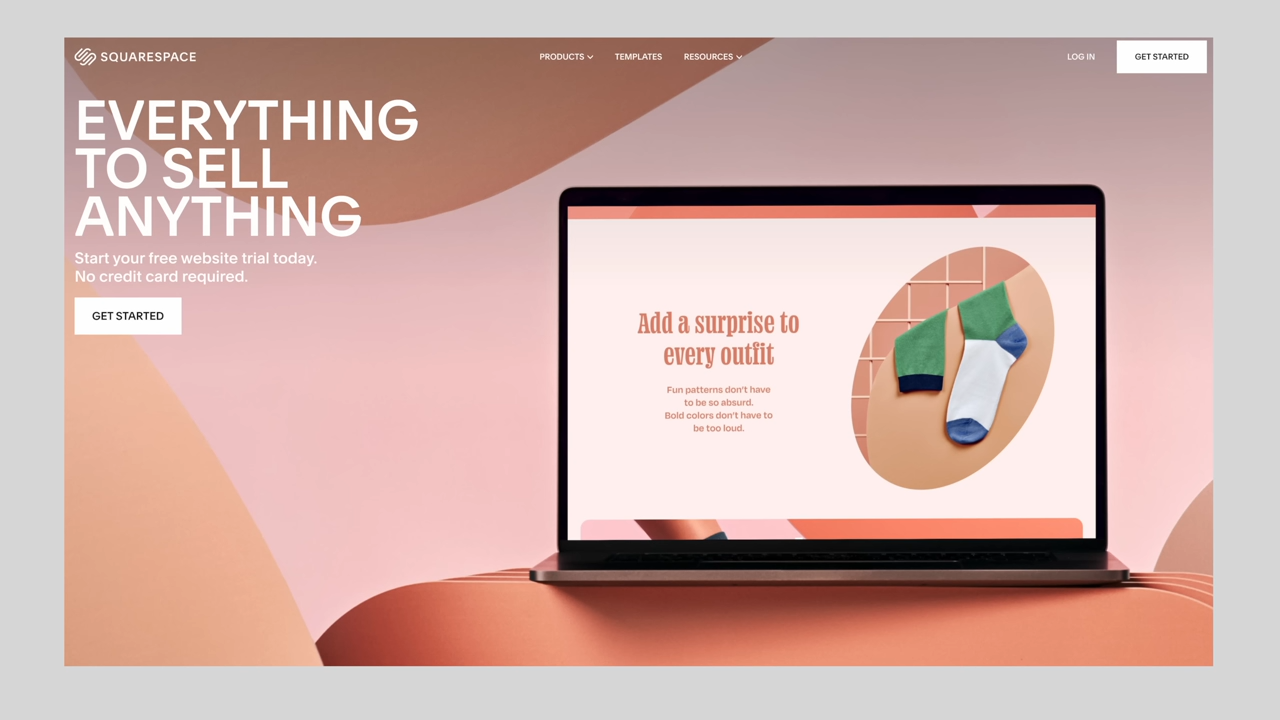 SQUARESPACE
PRODUCTS
TEMPLATES
RESOURCES
LOG IN
GET STARTED
EVERYTHING
TO SELL
ANYTHING
Start your free website trial today.
No credit card required.
GET STARTED
Add a surprise to
every outfit
Fun patterns don't have
to be so absurd.
Bold colors don't have to
be too loud.